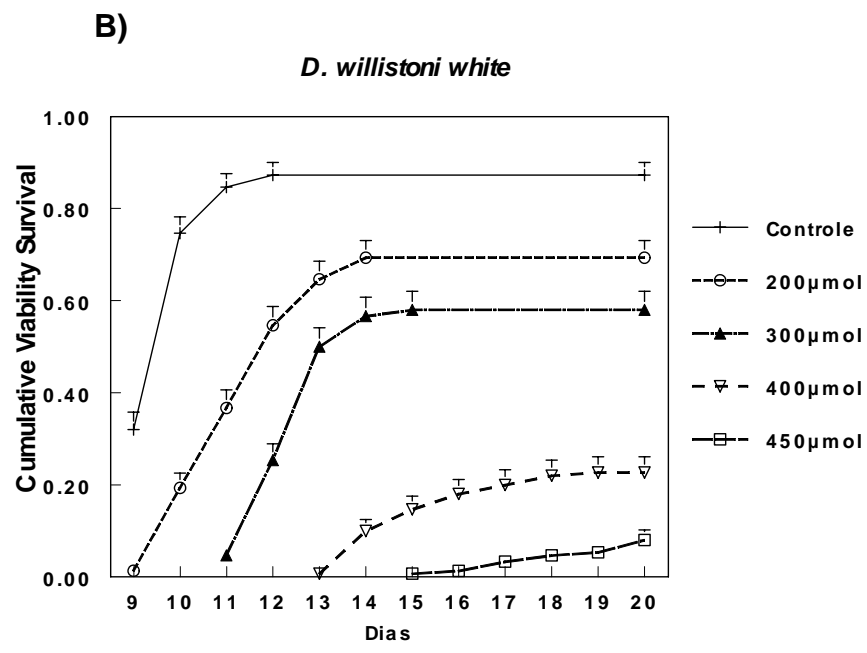 B)
D. willistoni white
Cumulative Viability Survival
1.00
0.80
0.60
0.40
0.20
0.00
9 10 11 12 13 14 15 16 17 18 19 20
Dias
Controle
200µmol
300µmol
400µmol
450µmol